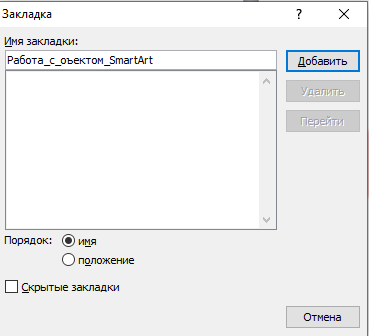 Закладка
?
Имя закладки:
Работа_с_оъектом_SmartArt
Добавить
Удалить
Перейти
Порядок:
имя
положение
Скрытые закладки
Отмена